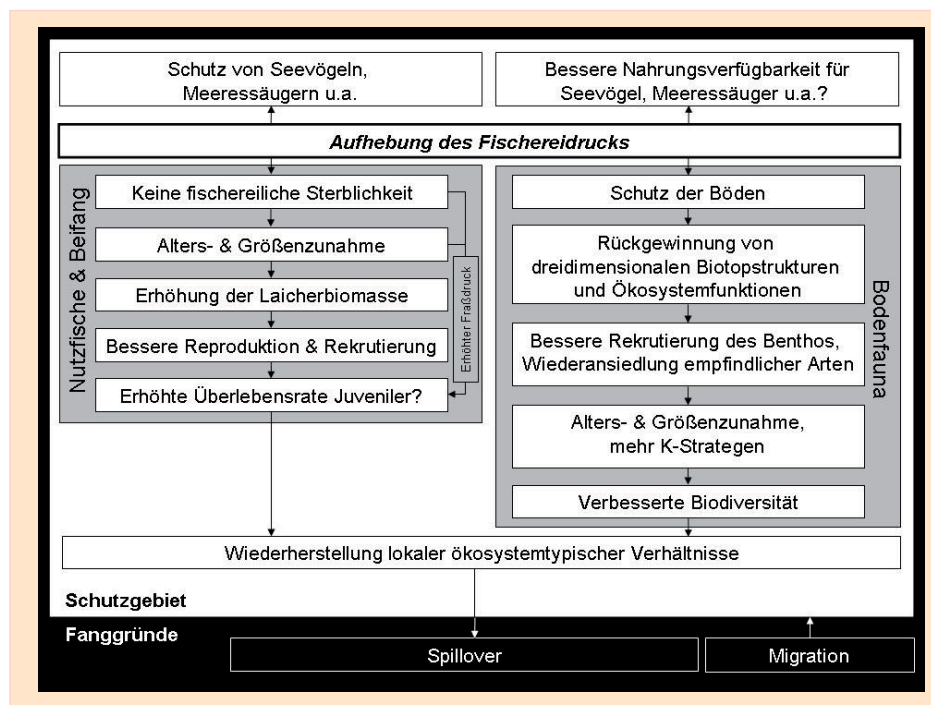 Schutz von Seevögeln,
Meeressäugern u.a.
Bessere Nahrungsverfügbarkeit für
Seevögel, Meeressäuger u.a.?
Aufhebung des Fischereidrucks
Nutzfische & Beifang
Keine fischereiliche Sterblichkeit
Alters- & Größenzunahme
Erhöhung der Laicherbiomasse
Bessere Reproduktion & Rekrutierung
Erhöhte Überlebensrate Juveniler?
Erhöhter Fraßdruck
Schutz der Böden
Rückgewinnung von
dreidimensionalen Biotopstrukturen
und Ökosystemfunktionen
Bessere Rekrutierung des Benthos,
Wiederansiedlung empfindlicher Arten
Alters- & Größenzunahme,
mehr K-Strategen
Verbesserte Biodiversität
Bodenfauna
Wiederherstellung lokaler ökosystemtypischer Verhältnisse
Schutzgebiet
Fanggründe
Spillover
Migration